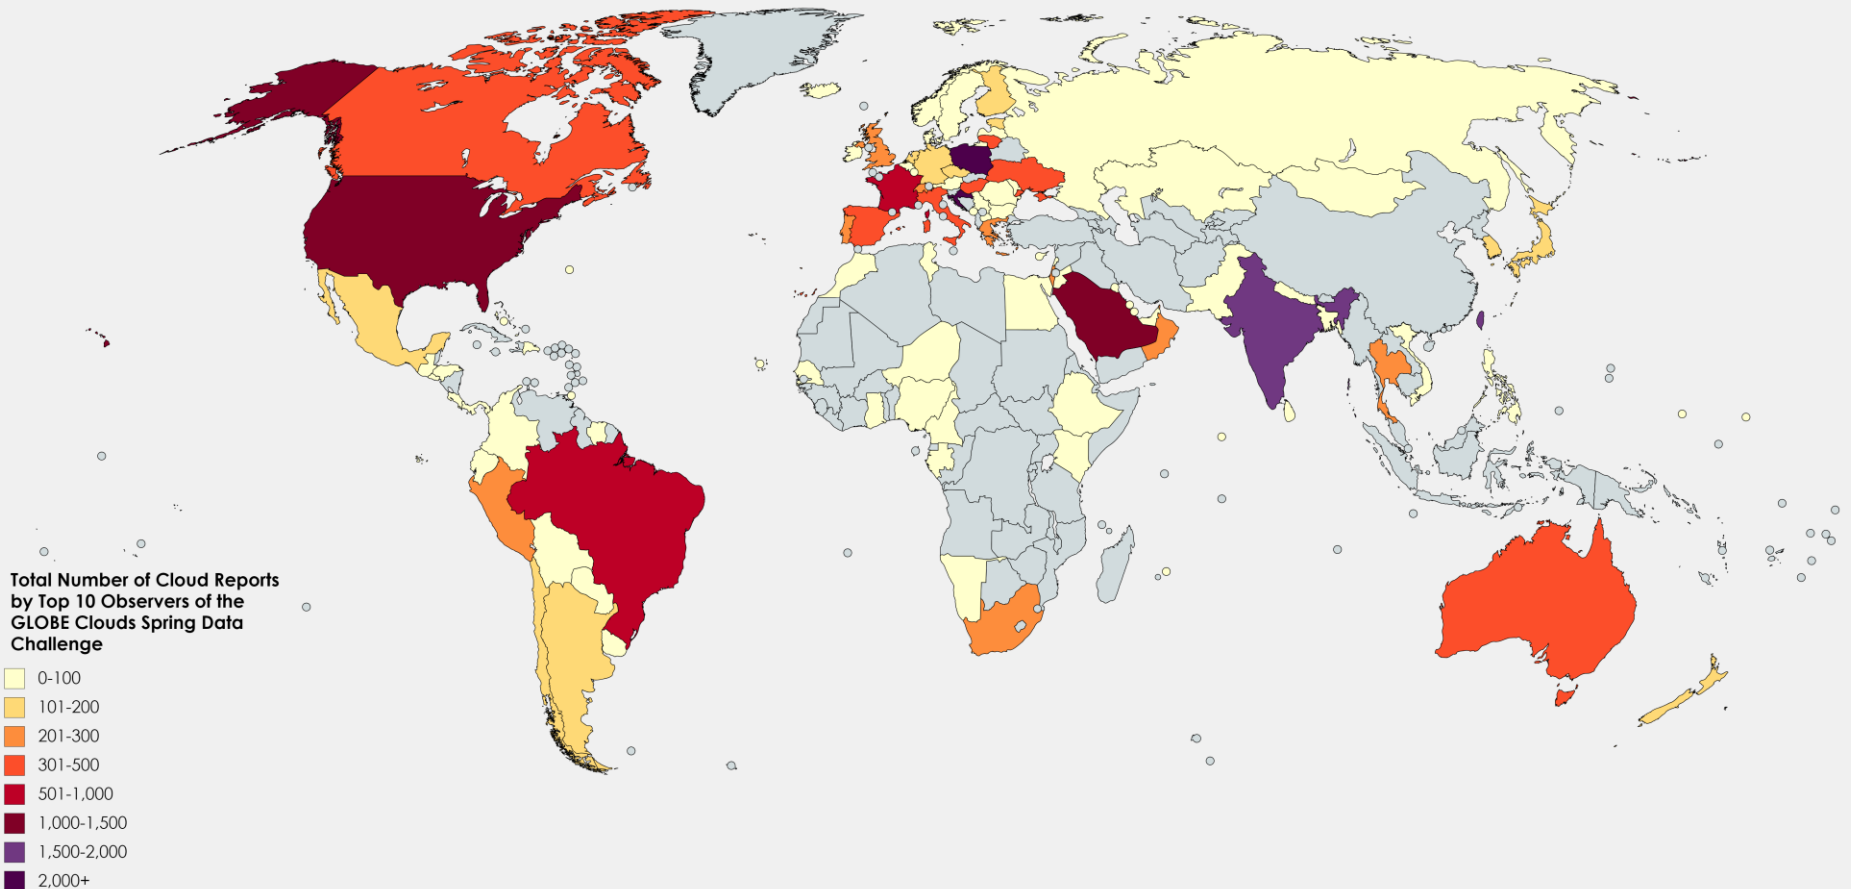 Total Number of Cloud Reports
by Top 10 Observers of the
GLOBE Clouds Spring Data
Challenge
0-100
101-200
201-300
301-500
501-1,000
1,000-1,500
1,500-2,000
2,000+